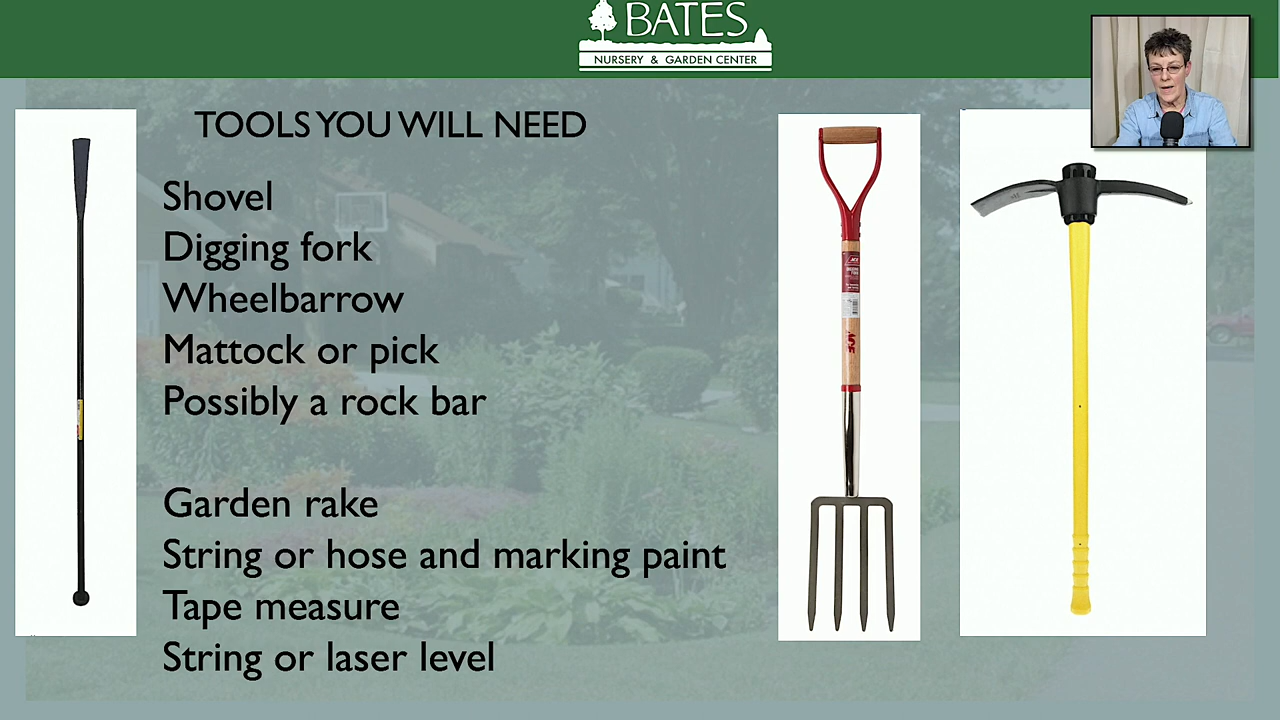 BATES
NURSERY & GARDEN CENTER
TOOLS YOU WILL NEED
Shovel
Digging fork
Wheelbarrow
Mattock or pick
Possibly a rock bar
Garden rake
String or hose and marking paint
Tape measure
String or laser level
ACE